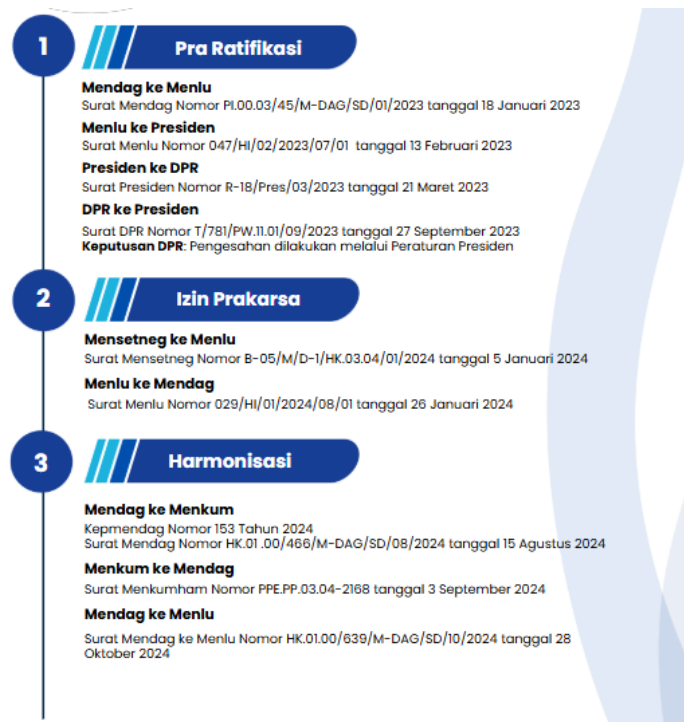 1
Pra Ratifikasi
Mendag ke Menlu
Surat Mendag Nomor PI.00.03/45/M-DAG/SD/01/2023 tanggal 18 Januari 2023
Menlu ke Presiden
Surat Menlu Nomor 047/HI/02/2023/07/01 tanggal 13 Februari 2023
Presiden ke DPR
Surat Presiden Nomor R-18/Pres/03/2023 tanggal 21 Maret 2023
DPR ke Presiden
Surat DPR Nomor T/781/PW.11.01/09/2023 tanggal 27 September 2023
Keputusan DPR: Pengesahan dilakukan melalui Peraturan Presiden
2
Izin Prakarsa
Mensetneg ke Menlu
Surat Mensetneg Nomor B-05/M/D-1/HK.03.04/01/2024 tanggal 5 Januari 2024
Menlu ke Mendag
Surat Menlu Nomor 029/HI/01/2024/08/01 tanggal 26 Januari 2024
3
Harmonisasi
Mendag ke Menkum
Kepmendag Nomor 153 Tahun 2024
Surat Mendag Nomor HK.01 .00/466/M-DAG/SD/08/2024 tanggal 15 Agustus 2024
Menkum ke Mendag
Surat Menkumham Nomor PPE.PP.03.04-2168 tanggal 3 September 2024
Mendag ke Menlu
Surat Mendag ke Menlu Nomor HK.01.00/639/M-DAG/SD/10/2024 tanggal 28
Oktober 2024